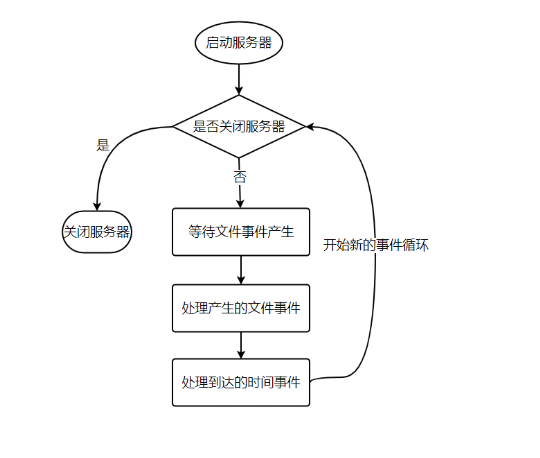 启动服务器
是否关闭服务器
是
否
关闭服务器
等待文件事件产生
开始新的事件循环
处理产生的文件事件
处理到达的时间事件